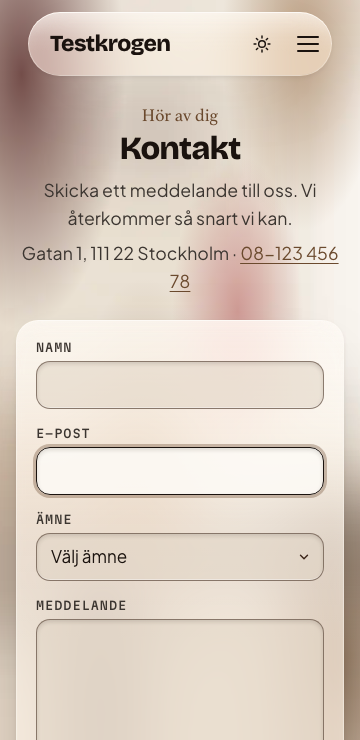 Testkrogen
Hör av dig
Kontakt
Skicka ett meddelande till oss. Vi
återkommer så snart vi kan.
Gatan 1, 111 22 Stockholm · 08-123 456
78
NAMN
E-POST
ÄMNE
Välj ämne
MEDDELANDE